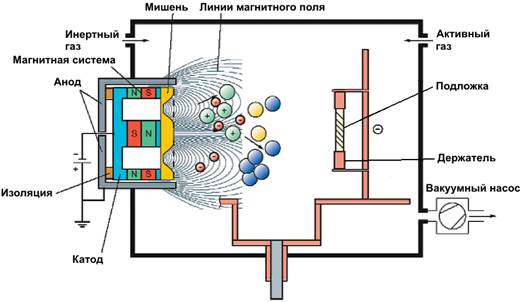 Мишень
Линии магнитного поля
Инертный
газ
Магнитная система
Активный
газ
Анод
N S
S N
N S
Подложка
Держатель
Изоляция
Вакуумный насос
Катод